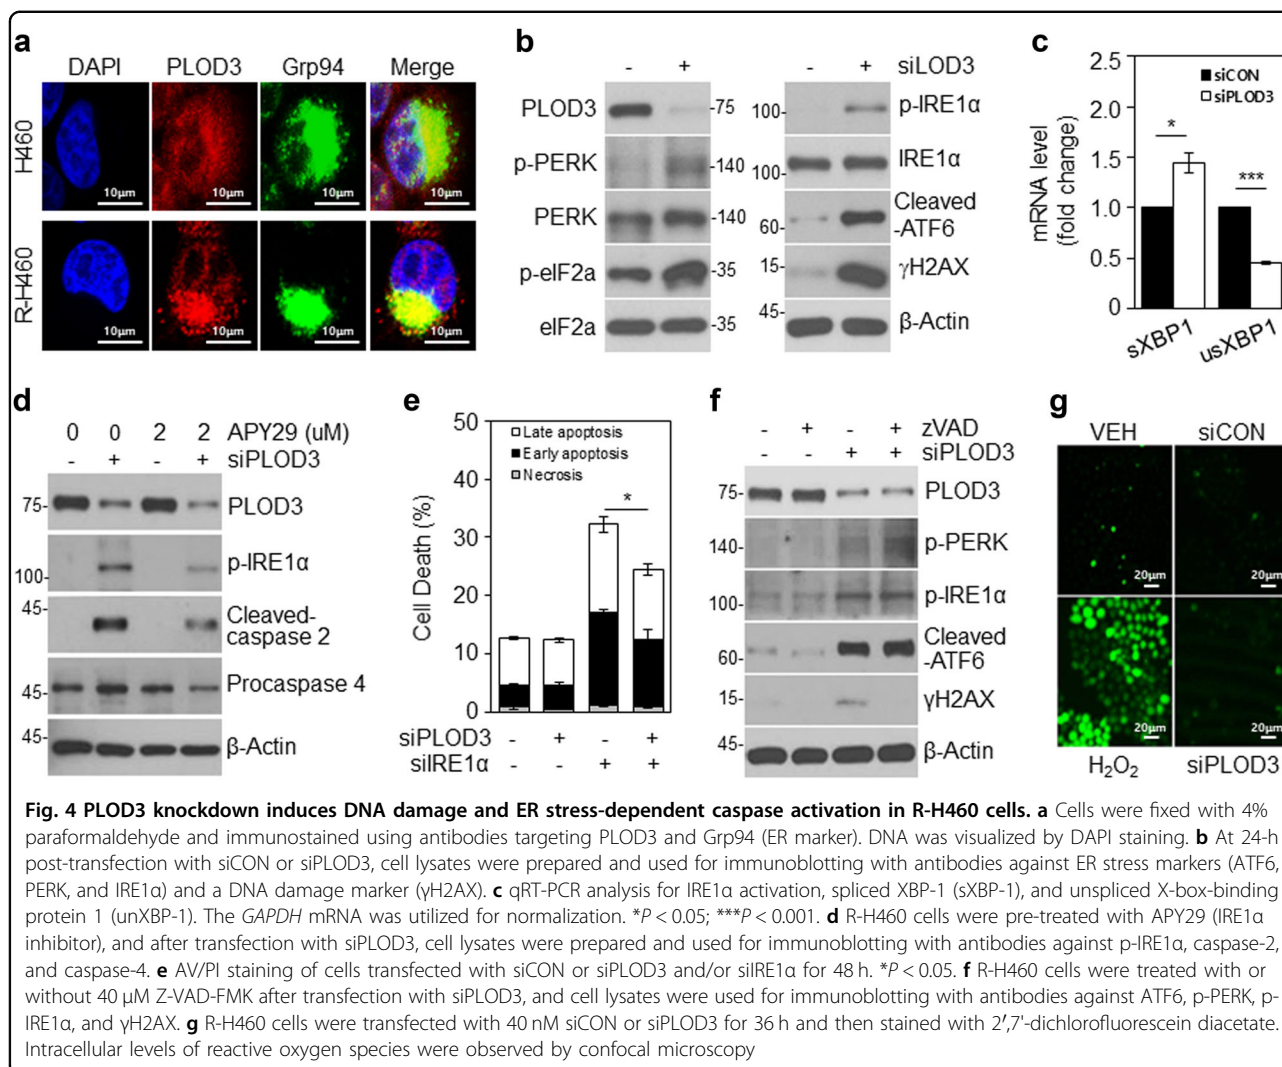 a
DAPI PLOD3 Grp94 Merge
H460
10μm 10μm 10μm 10μm
R-H460
10μm 10μm 10μm 10μm
b
- + - + siLOD3
PLOD3 -75
p-PERK -140
PERK -140
p-eIF2a -35
eIF2a -35
100- p-IRE1α
100- IRE1α
60- Cleaved
-ATF6
15- γH2AX
45- β-Actin
c
mRNA level
(fold change)
2.5
2.0
1.5
1.0
0.5
0
siCON
siPLOD3
*
***
sXBP1 usXBP1
d
0 0 2 2 APY29 (uM)
- + - + siPLOD3
75- PLOD3
100- p-IRE1α
45- Cleaved-
caspase 2
45- Procaspase 4
45- β-Actin
e
Cell Death (%)
50
40
30
20
10
0
Late apoptosis
Early apoptosis
Necrosis
*
siPLOD3 - + - +
siIRE1α - - + +
f
- + - + zVAD
- - + + siPLOD3
75- PLOD3
140- p-PERK
100- p-IRE1α
60- Cleaved
-ATF6
15- γH2AX
45- β-Actin
g
VEH siCON
20μm 20μm
20μm 20μm
H₂O₂ siPLOD3
Fig. 4 PLOD3 knockdown induces DNA damage and ER stress-dependent caspase activation in R-H460 cells. a Cells were fixed with 4%
paraformaldehyde and immunostained using antibodies targeting PLOD3 and Grp94 (ER marker). DNA was visualized by DAPI staining. b At 24-h
post-transfection with siCON or siPLOD3, cell lysates were prepared and used for immunoblotting with antibodies against ER stress markers (ATF6,
PERK, and IRE1α) and a DNA damage marker (γH2AX). c qRT-PCR analysis for IRE1α activation, spliced XBP-1 (sXBP-1), and unspliced X-box-binding
protein 1 (unXBP-1). The GAPDH mRNA was utilized for normalization. *P < 0.05; ***P < 0.001. d R-H460 cells were pre-treated with APY29 (IRE1α
inhibitor), and after transfection with siPLOD3, cell lysates were prepared and used for immunoblotting with antibodies against p-IRE1α, caspase-2,
and caspase-4. e AV/PI staining of cells transfected with siCON or siPLOD3 and/or siIRE1α for 48 h. *P < 0.05. f R-H460 cells were treated with or
without 40 μM Z-VAD-FMK after transfection with siPLOD3, and cell lysates were used for immunoblotting with antibodies against ATF6, p-PERK, p-
IRE1α, and γH2AX. g R-H460 cells were transfected with 40 nM siCON or siPLOD3 for 36 h and then stained with 2′,7′-dichlorofluorescein diacetate.
Intracellular levels of reactive oxygen species were observed by confocal microscopy